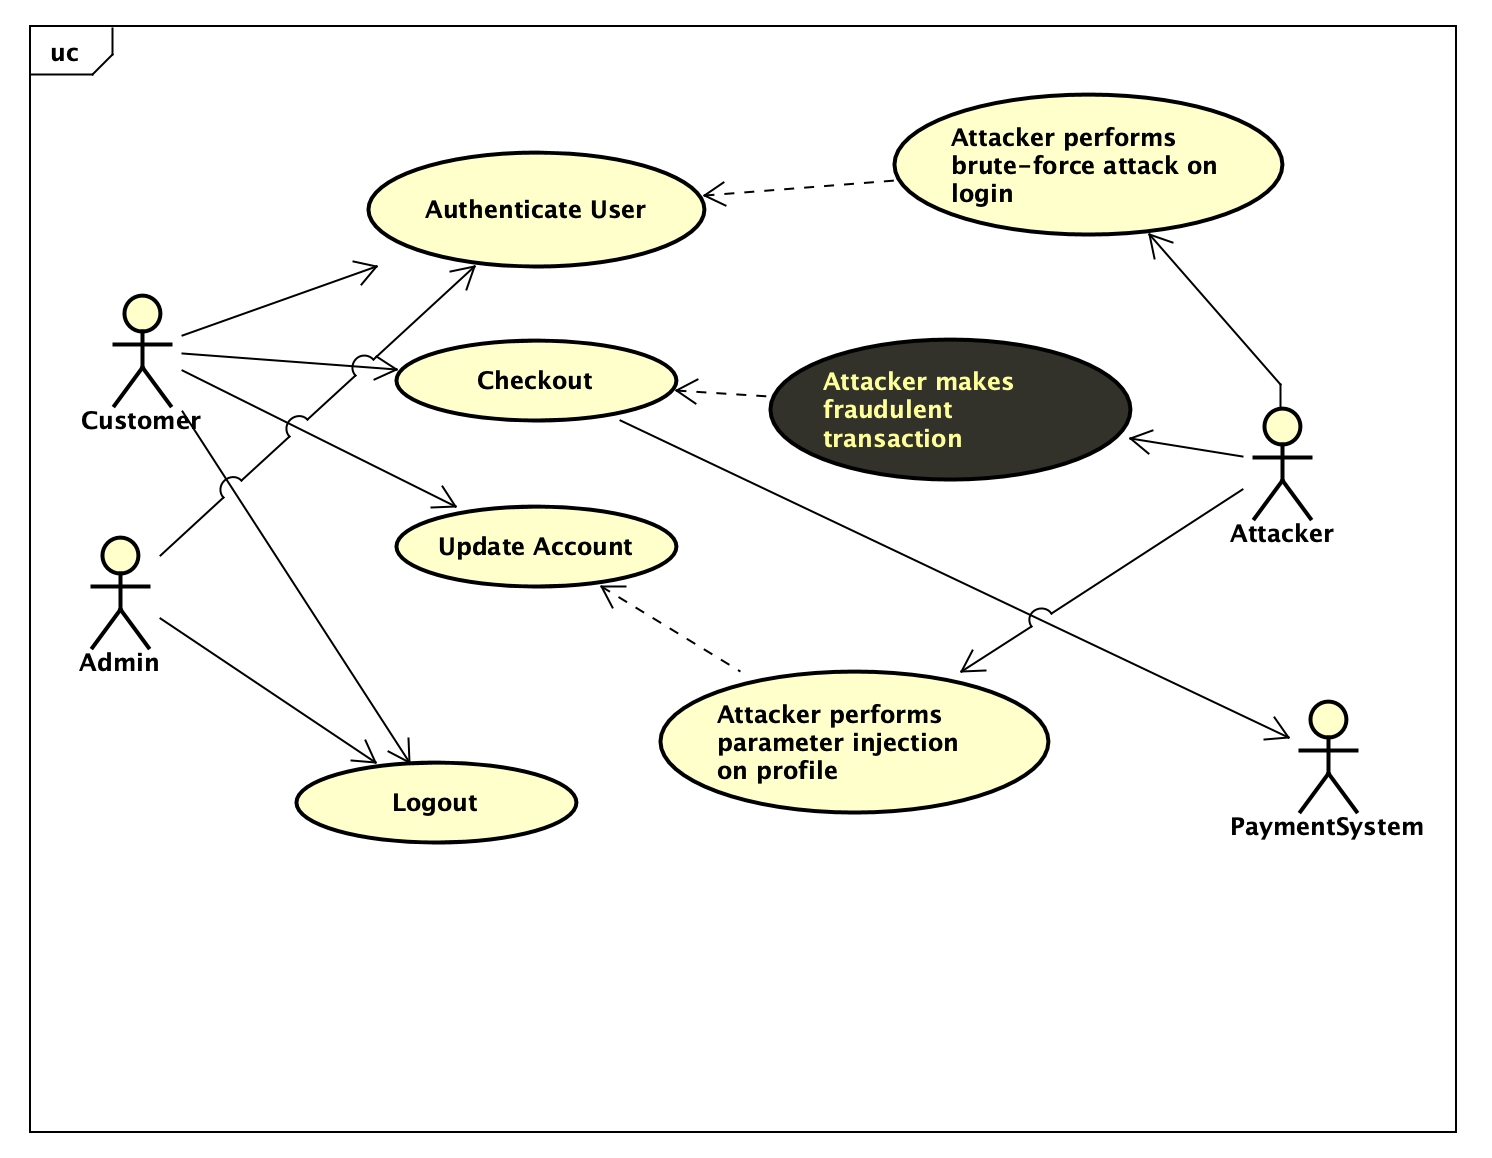 uc
Attacker performs
brute-force attack on
login
Authenticate User
Customer
Checkout
Attacker makes
fraudulent
transaction
Attacker
Update Account
Admin
Attacker performs
parameter injection
on profile
Logout
PaymentSystem